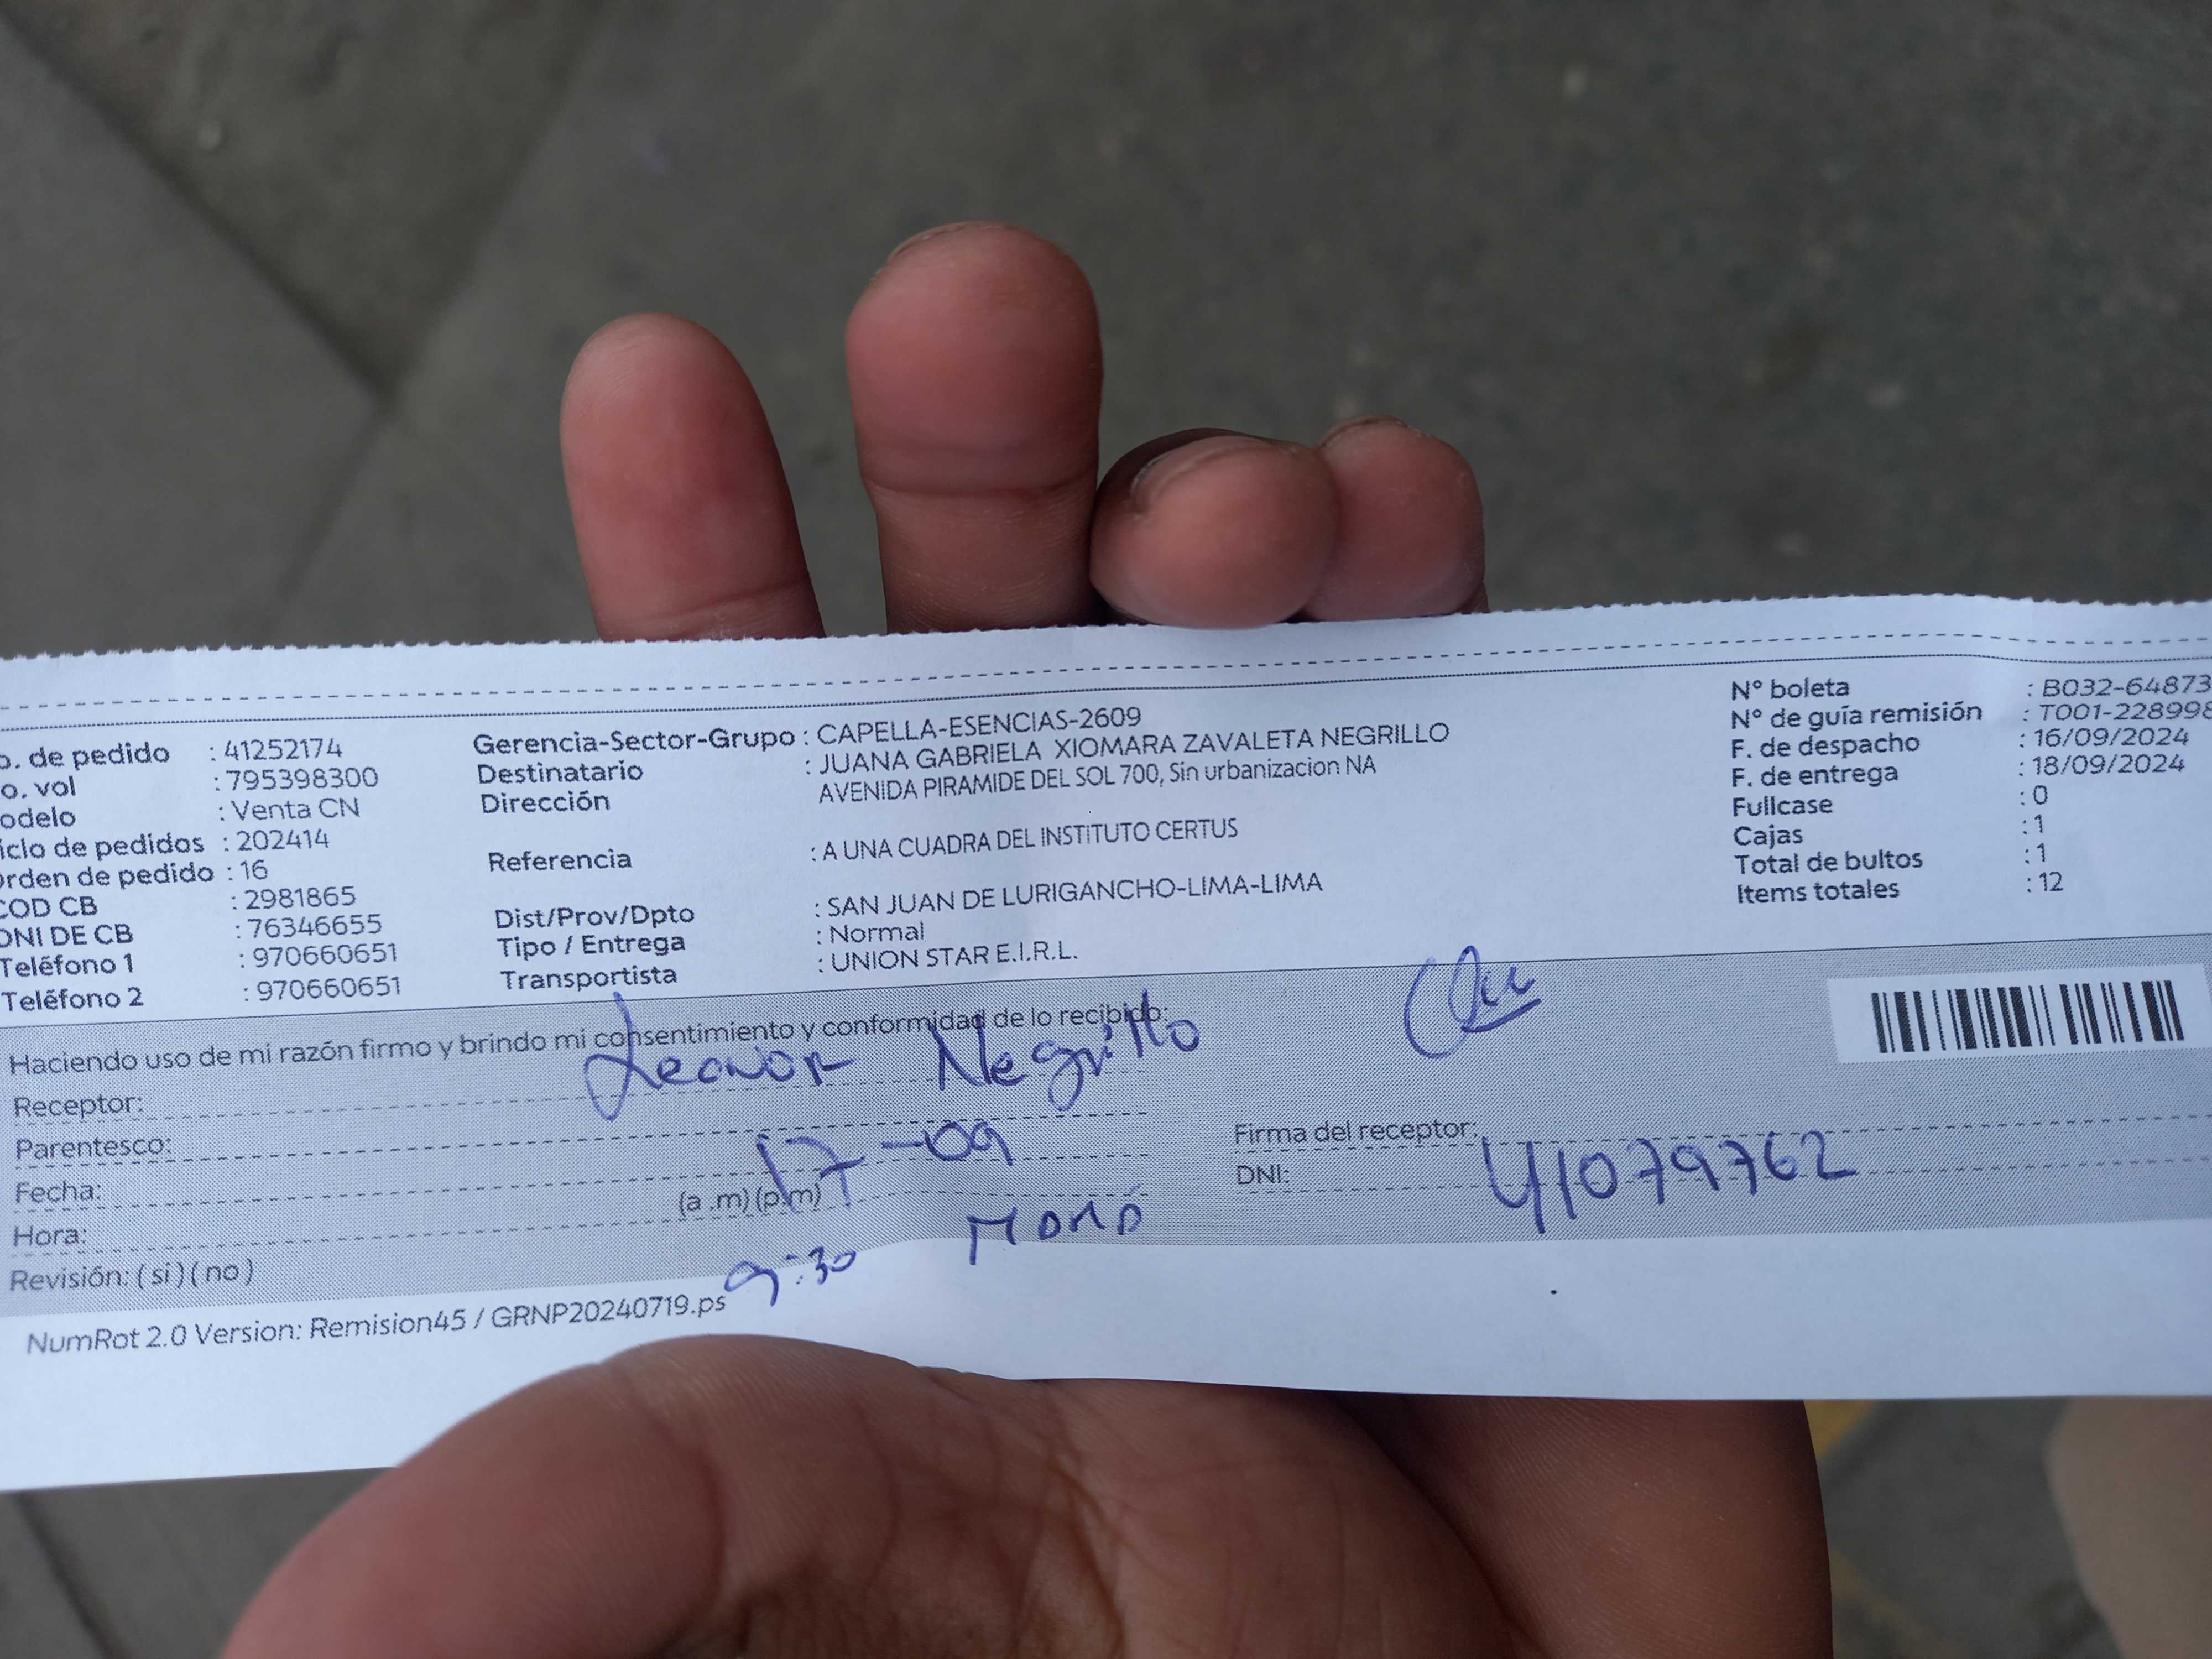 o. de pedido : 41252174
o. vol : 795398300
odelo : Venta CN
iclo de pedidos : 202414
rden de pedido : 16
COD CB : 2981865
DNI DE CB : 76346655
Teléfono 1 : 970660651
Teléfono 2 : 970660651
Gerencia-Sector-Grupo : CAPELLA-ESENCIAS-2609
Destinatario : JUANA GABRIELA XIOMARA ZAVALETA NEGRILLO
Dirección AVENIDA PIRAMIDE DEL SOL 700, Sin urbanizacion NA
Referencia : A UNA CUADRA DEL INSTITUTO CERTUS
Dist/Prov/Dpto : SAN JUAN DE LURIGANCHO-LIMA-LIMA
Tipo / Entrega : Normal
Transportista : UNION STAR E.I.R.L.
N° boleta : B032-64873
N° de guía remisión : T001-228998
F. de despacho : 16/09/2024
F. de entrega : 18/09/2024
Fullcase : 0
Cajas : 1
Total de bultos : 1
Items totales : 12
Haciendo uso de mi razón firmo y brindo mi consentimiento y conformidad de lo recibido:
Receptor: Leonor Negrillo
Parentesco:
Fecha: 17-09
Hora: (a .m) (p.m)
Revisión: ( si ) ( no )
9:30 MAMÁ
Firma del receptor:
DNI: 41079762
NumRot 2.0 Version: Remision45 / GRNP20240719.ps